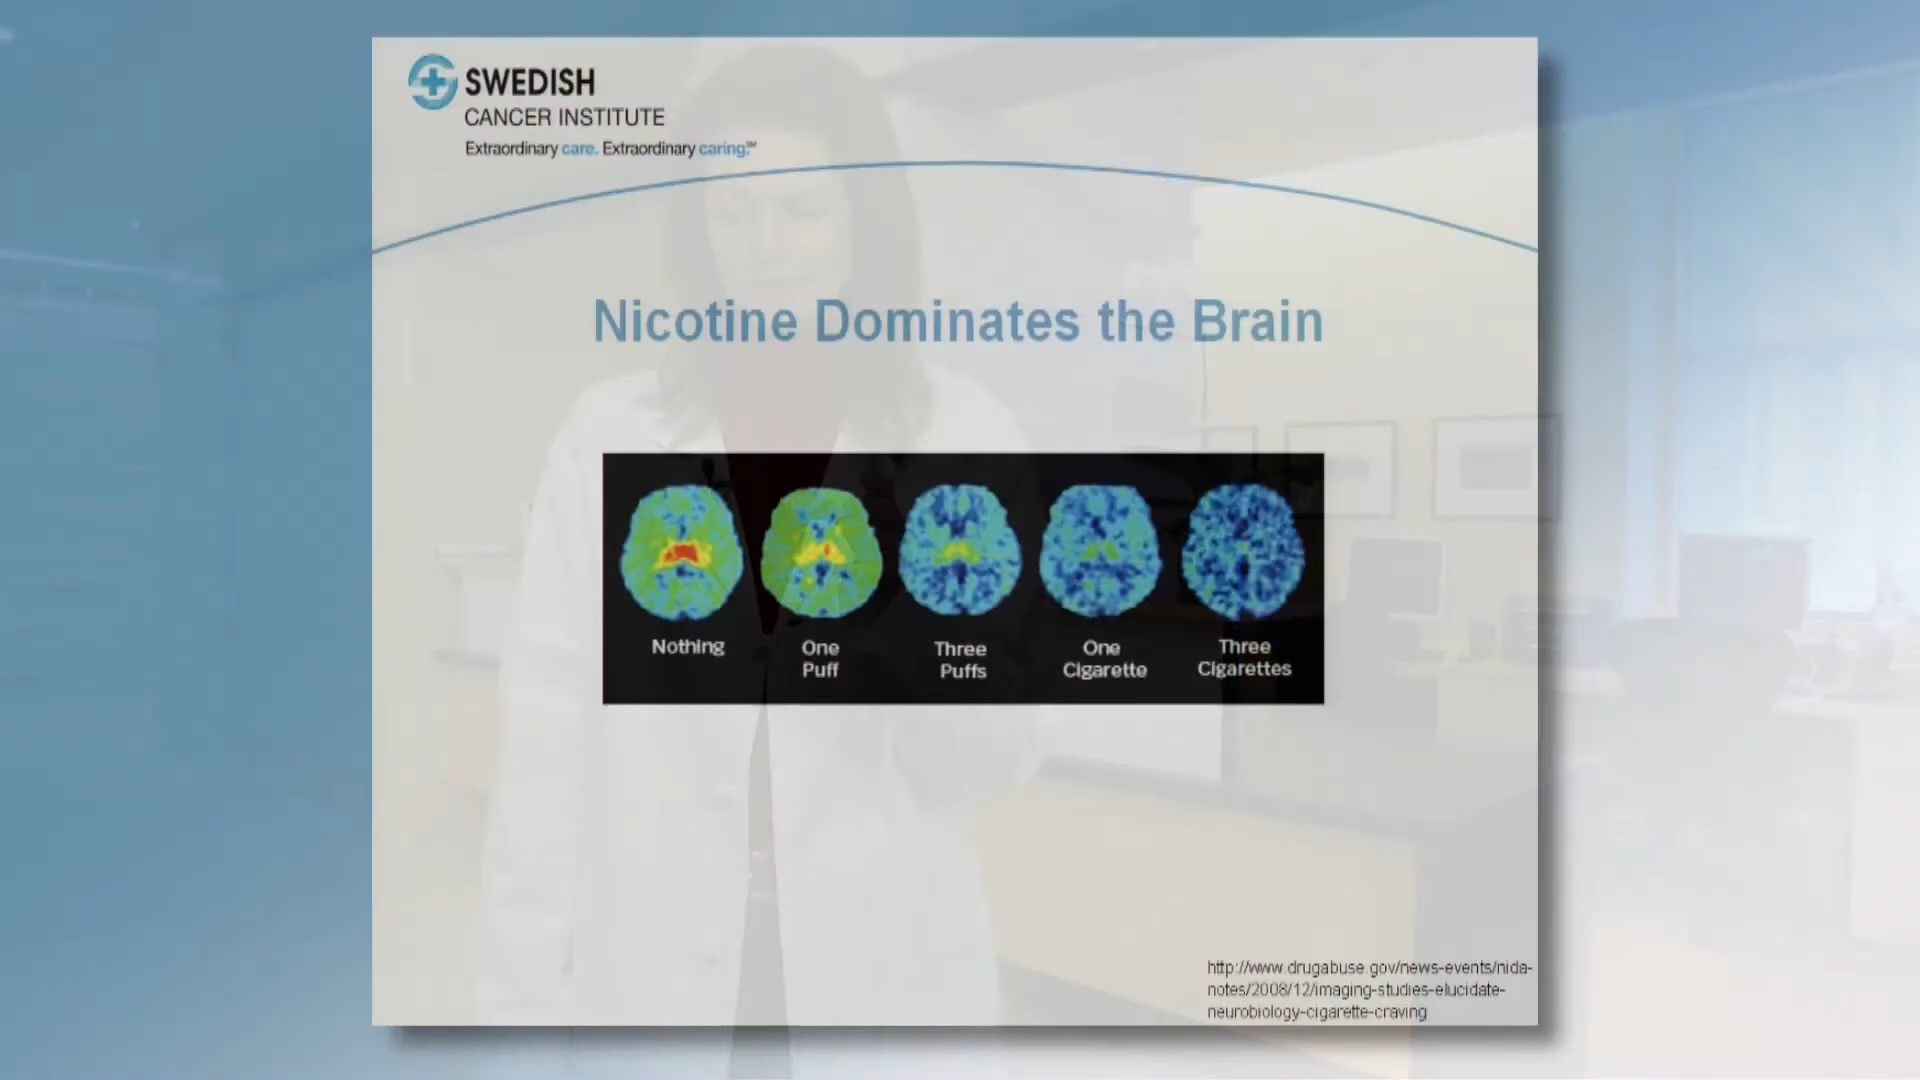 SWEDISH
CANCER INSTITUTE
Extraordinary care. Extraordinary caring.℠
Nicotine Dominates the Brain
Nothing
One
Puff
Three
Puffs
One
Cigarette
Three
Cigarettes
http://www.drugabuse.gov/news-events/nida-
notes/2008/12/imaging-studies-elucidate-
neurobiology-cigarette-craving